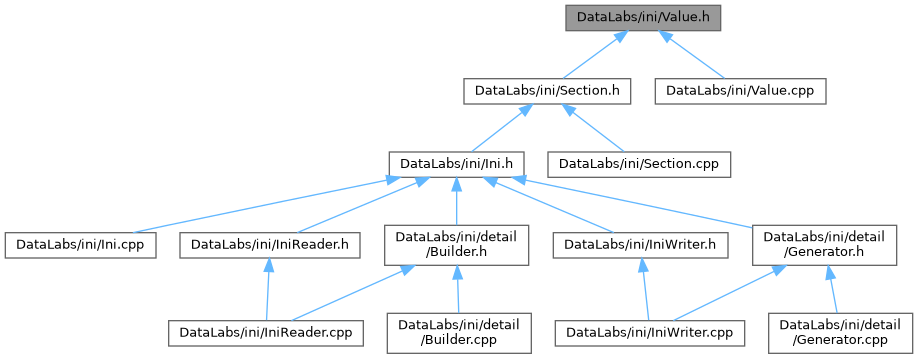 DataLabs/ini/Value.h
DataLabs/ini/Section.h
DataLabs/ini/Value.cpp
DataLabs/ini/Ini.h
DataLabs/ini/Section.cpp
DataLabs/ini/Ini.cpp
DataLabs/ini/IniReader.h
DataLabs/ini/detail
/Builder.h
DataLabs/ini/IniWriter.h
DataLabs/ini/detail
/Generator.h
DataLabs/ini/IniReader.cpp
DataLabs/ini/detail
/Builder.cpp
DataLabs/ini/IniWriter.cpp
DataLabs/ini/detail
/Generator.cpp